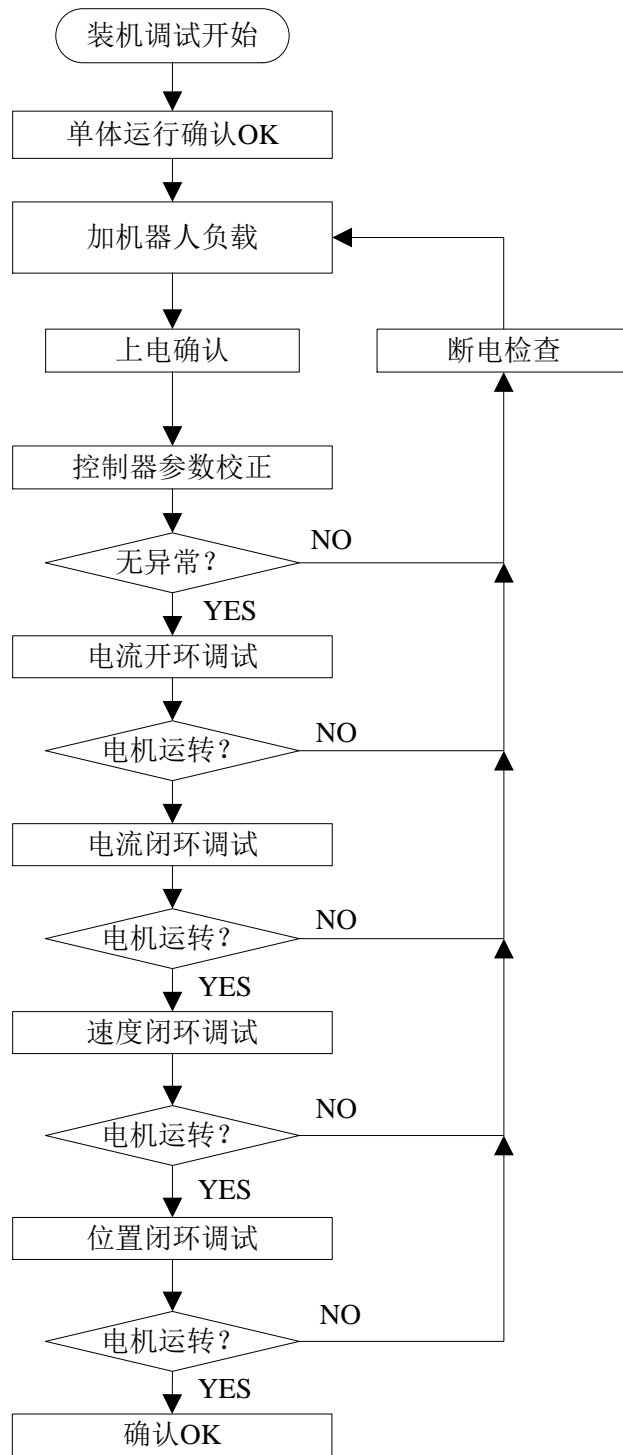 装机调试开始
单体运行确认OK
加机器人负载
上电确认
断电检查
控制器参数校正
无异常？
NO
YES
电流开环调试
电机运转？
NO
电流闭环调试
电机运转？
NO
YES
速度闭环调试
电机运转？
NO
YES
位置闭环调试
电机运转？
NO
YES
确认OK